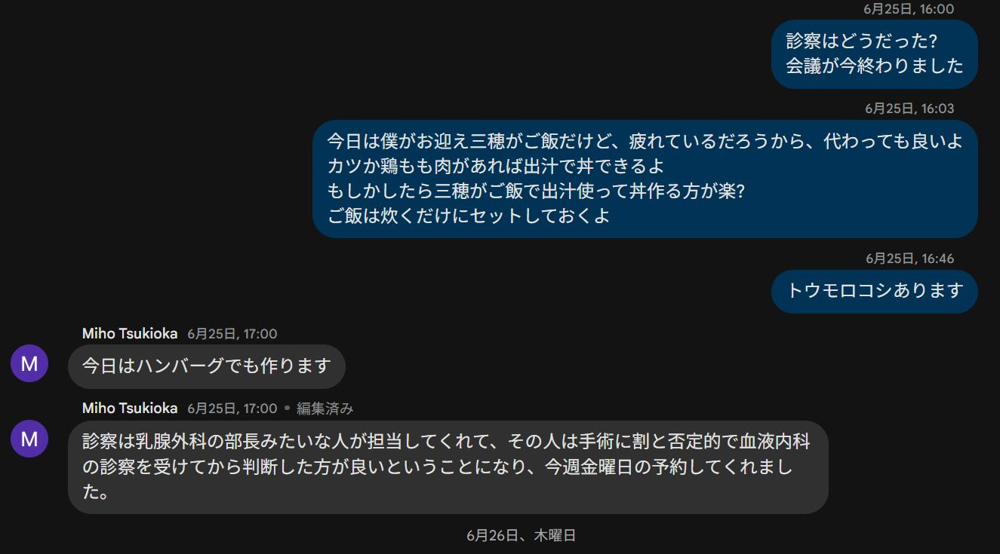 6月25日, 16:00
診察はどうだった?
会議が今終わりました
6月25日, 16:03
今日は僕がお迎え三穂がご飯だけど、疲れているだろうから、代わっても良いよ
カツか鶏もも肉があれば出汁で丼できるよ
もしかしたら三穂がご飯で出汁使って丼作る方が楽?
ご飯は炊くだけにセットしておくよ
6月25日, 16:46
トウモロコシあります
Miho Tsukioka 6月25日, 17:00
M
今日はハンバーグでも作ります
Miho Tsukioka 6月25日, 17:00 • 編集済み
M
診察は乳腺外科の部長みたいな人が担当してくれて、その人は手術に割と否定的で血液内科
の診察を受けてから判断した方が良いということになり、今週金曜日の予約してくれまし
た。
6月26日、木曜日